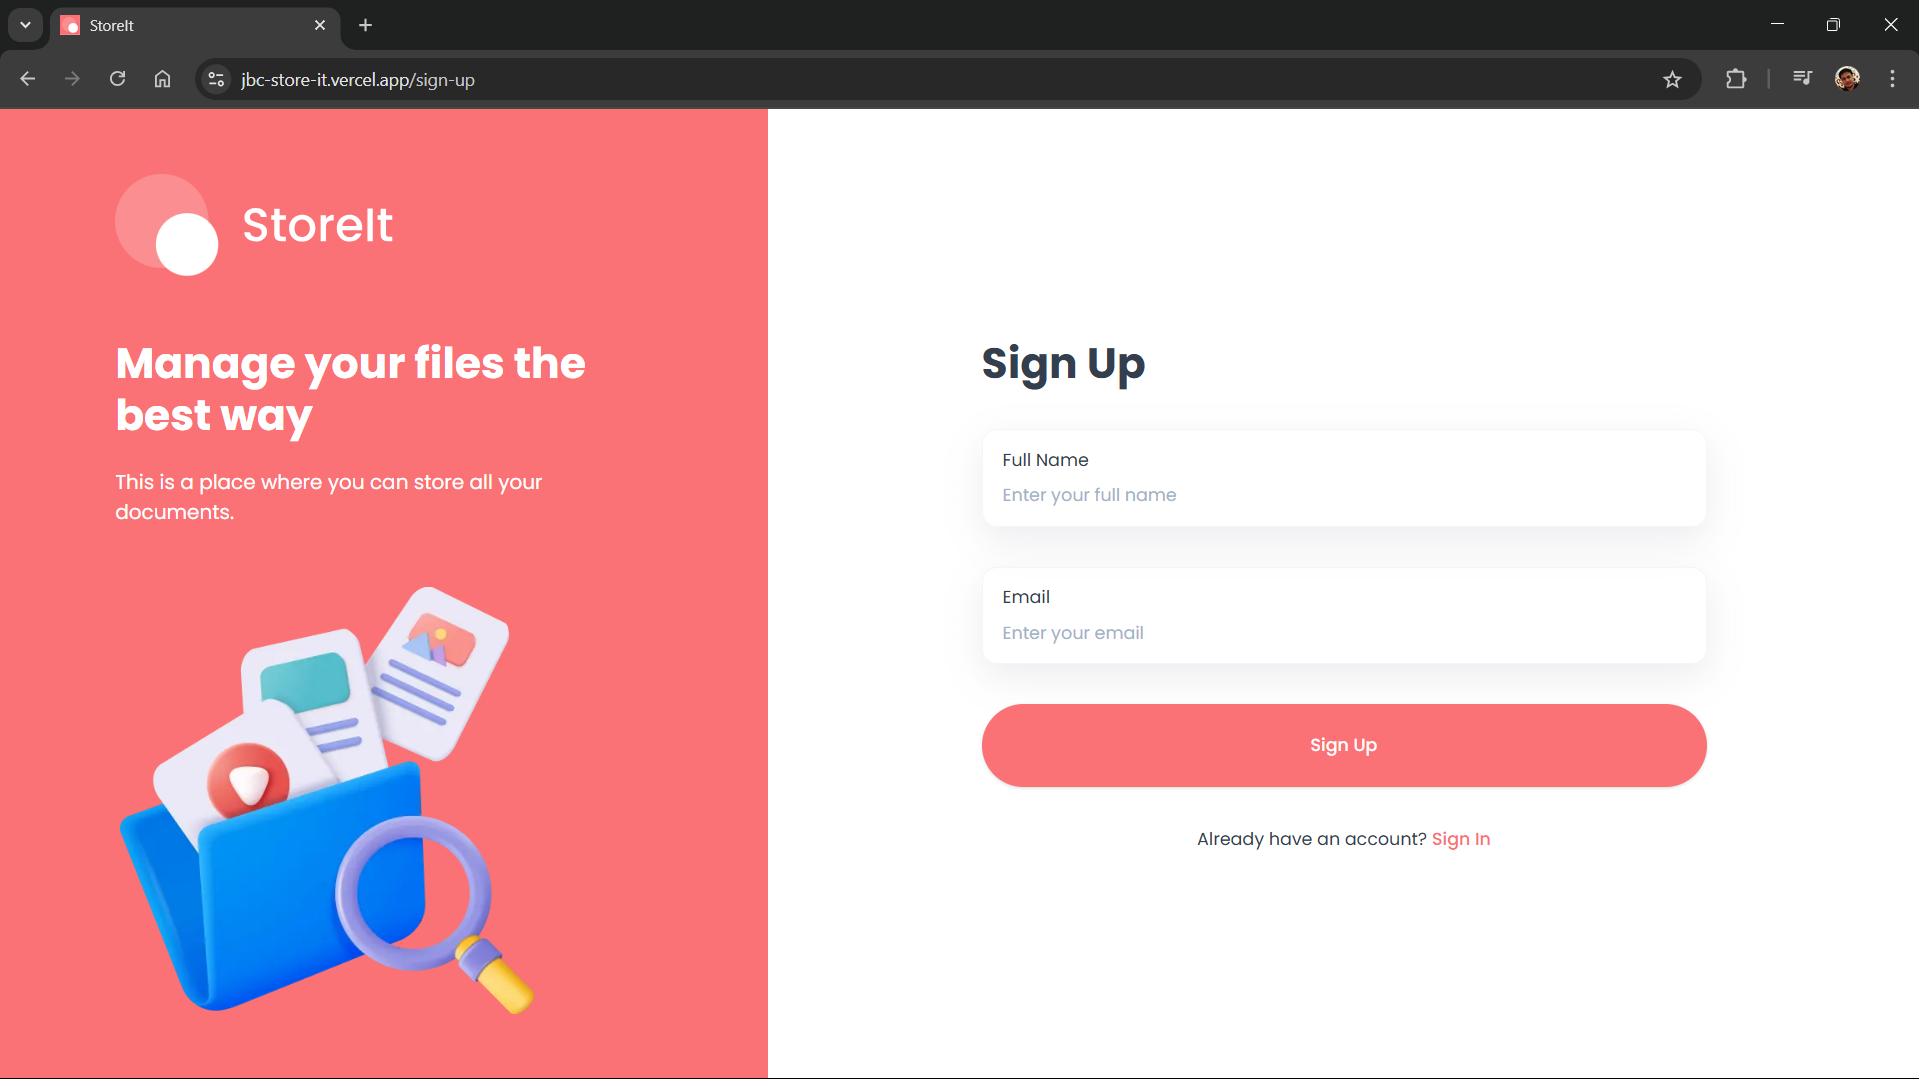 StoreIt
jbc-store-it.vercel.app/sign-up
StoreIt
Manage your files the
best way
This is a place where you can store all your
documents.
Sign Up
Full Name
Enter your full name
Email
Enter your email
Sign Up
Already have an account? Sign In